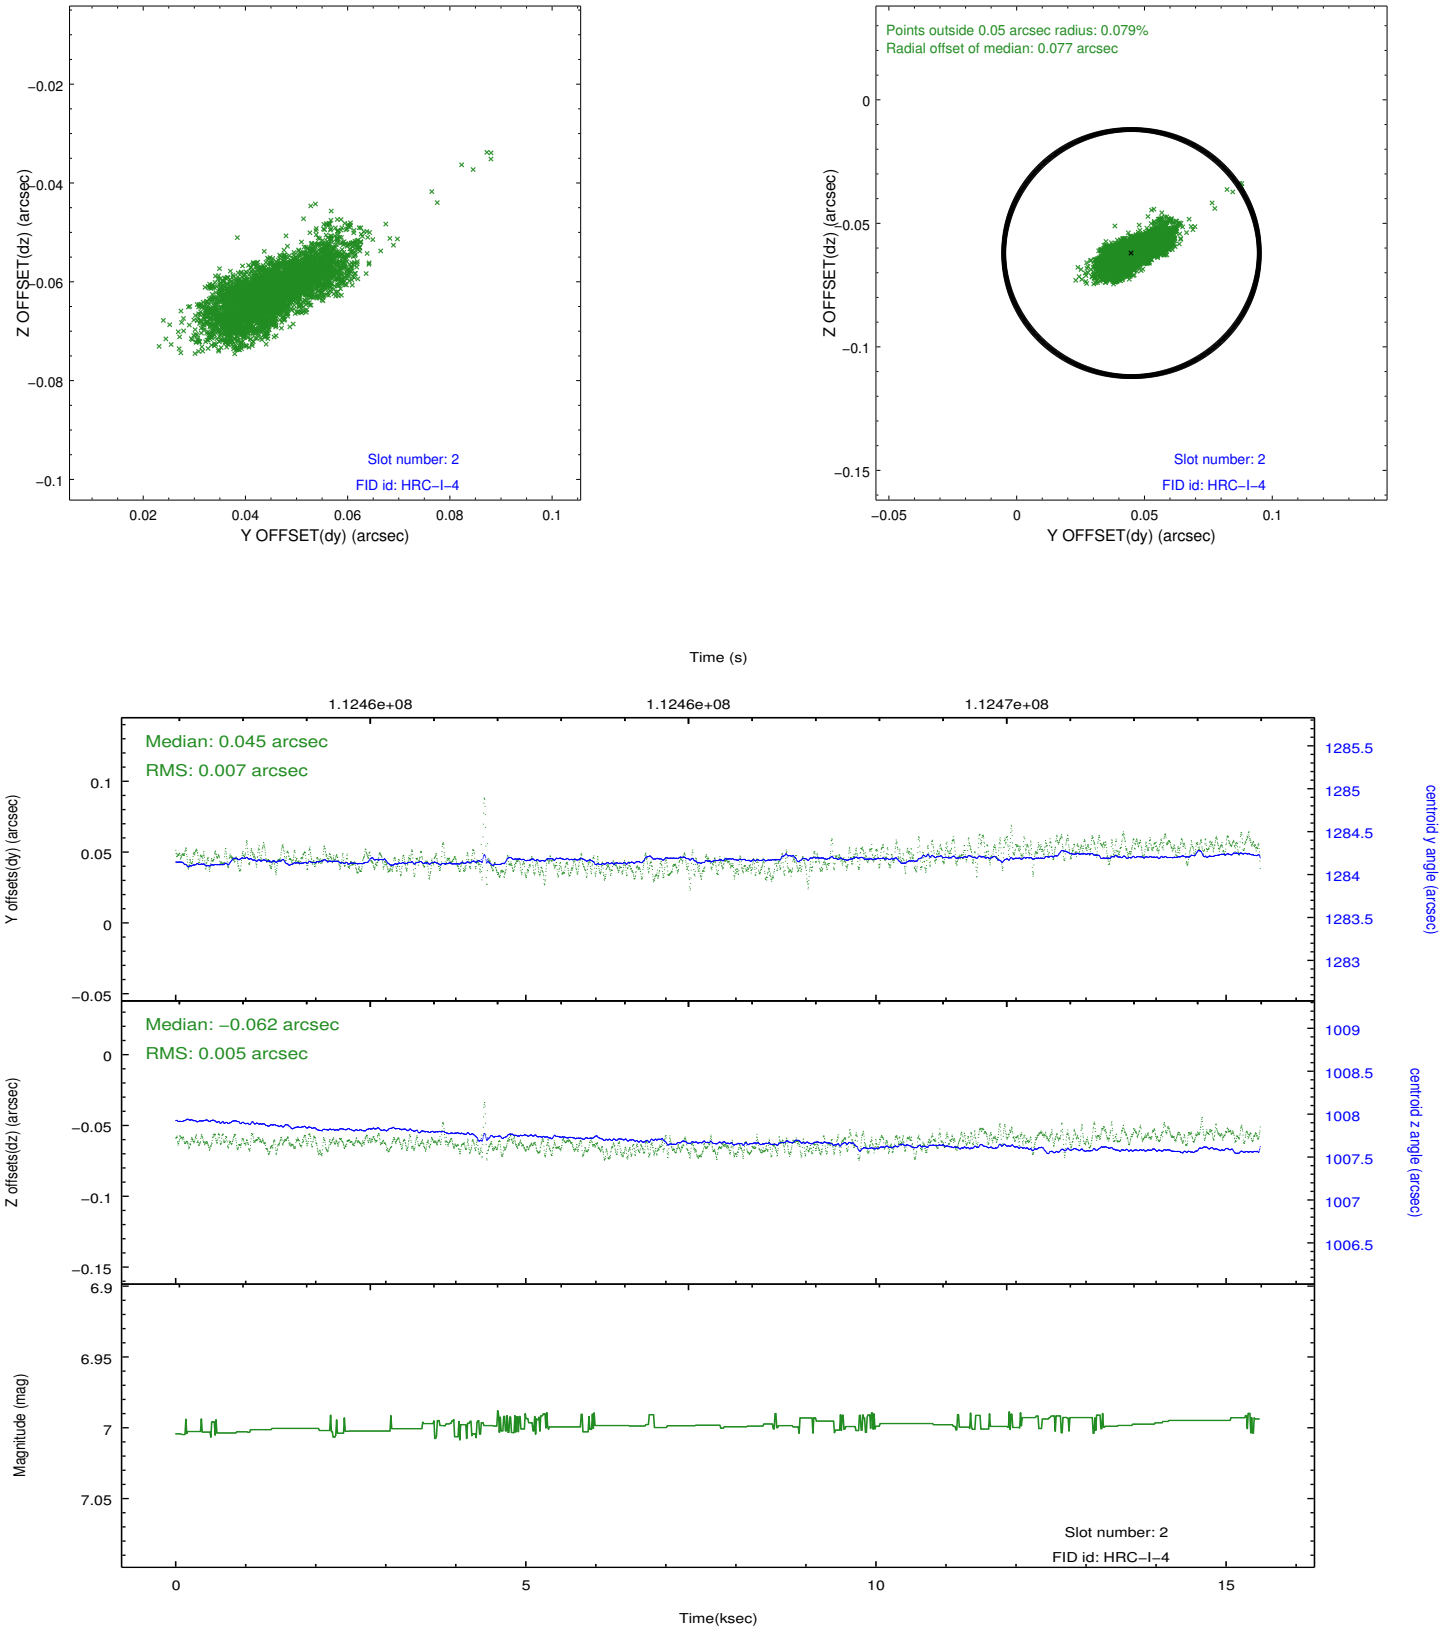 −0.02
−0.04
−0.06
−0.08
−0.1
Z OFFSET(dz) (arcsec)
Slot number: 2
FID id: HRC−I−4
0.02 0.04 0.06 0.08 0.1
Y OFFSET(dy) (arcsec)
Points outside 0.05 arcsec radius: 0.079%
Radial offset of median: 0.077 arcsec
0
−0.05
−0.1
−0.15
Z OFFSET(dz) (arcsec)
Slot number: 2
FID id: HRC−I−4
−0.05 0 0.05 0.1
Y OFFSET(dy) (arcsec)
Time (s)
1.1246e+08 1.1246e+08 1.1247e+08
Median: 0.045 arcsec
RMS: 0.007 arcsec
0.1
0.05
0
−0.05
Y offsets(dy) (arcsec)
1285.5
1285
1284.5
1284
1283.5
1283
centroid y angle (arcsec)
Median: −0.062 arcsec
RMS: 0.005 arcsec
0
−0.05
−0.1
−0.15
Z offsets(dz) (arcsec)
1009
1008.5
1008
1007.5
1007
1006.5
centroid z angle (arcsec)
6.9
6.95
7
7.05
Magnitude (mag)
Slot number: 2
FID id: HRC−I−4
0 5 10 15
Time(ksec)